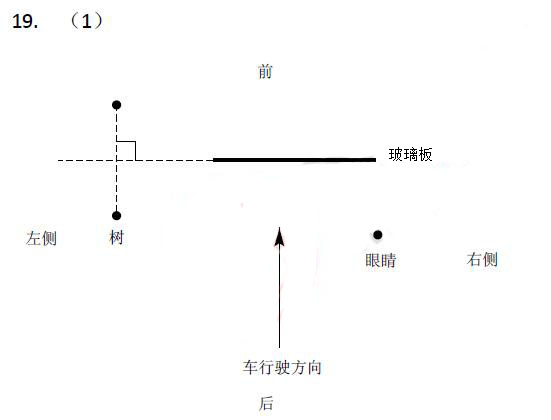 19. （1）
前
玻璃板
左侧
树
眼睛
右侧
车行驶方向
后